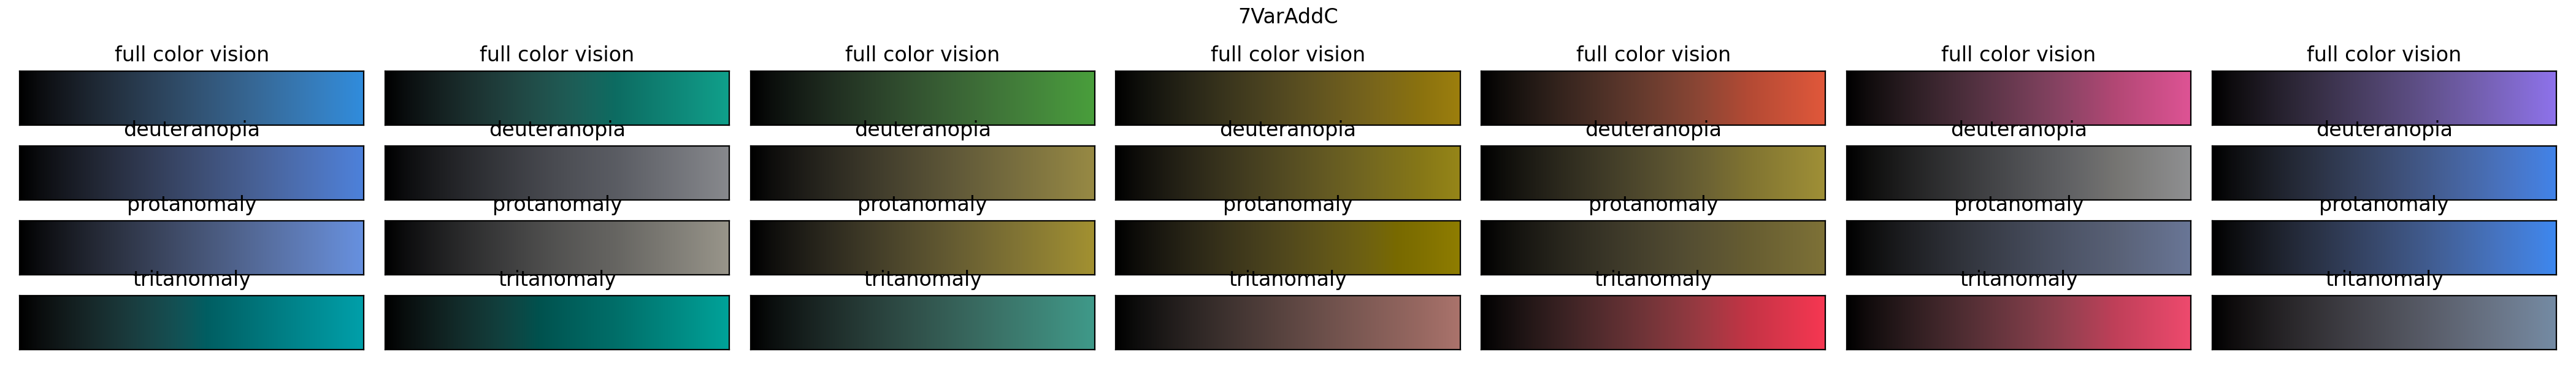 7VarAddC
full color vision full color vision full color vision full color vision full color vision full color vision full color vision
deuteranopia deuteranopia deuteranopia deuteranopia deuteranopia deuteranopia deuteranopia
protanomaly protanomaly protanomaly protanomaly protanomaly protanomaly protanomaly
tritanomaly tritanomaly tritanomaly tritanomaly tritanomaly tritanomaly tritanomaly